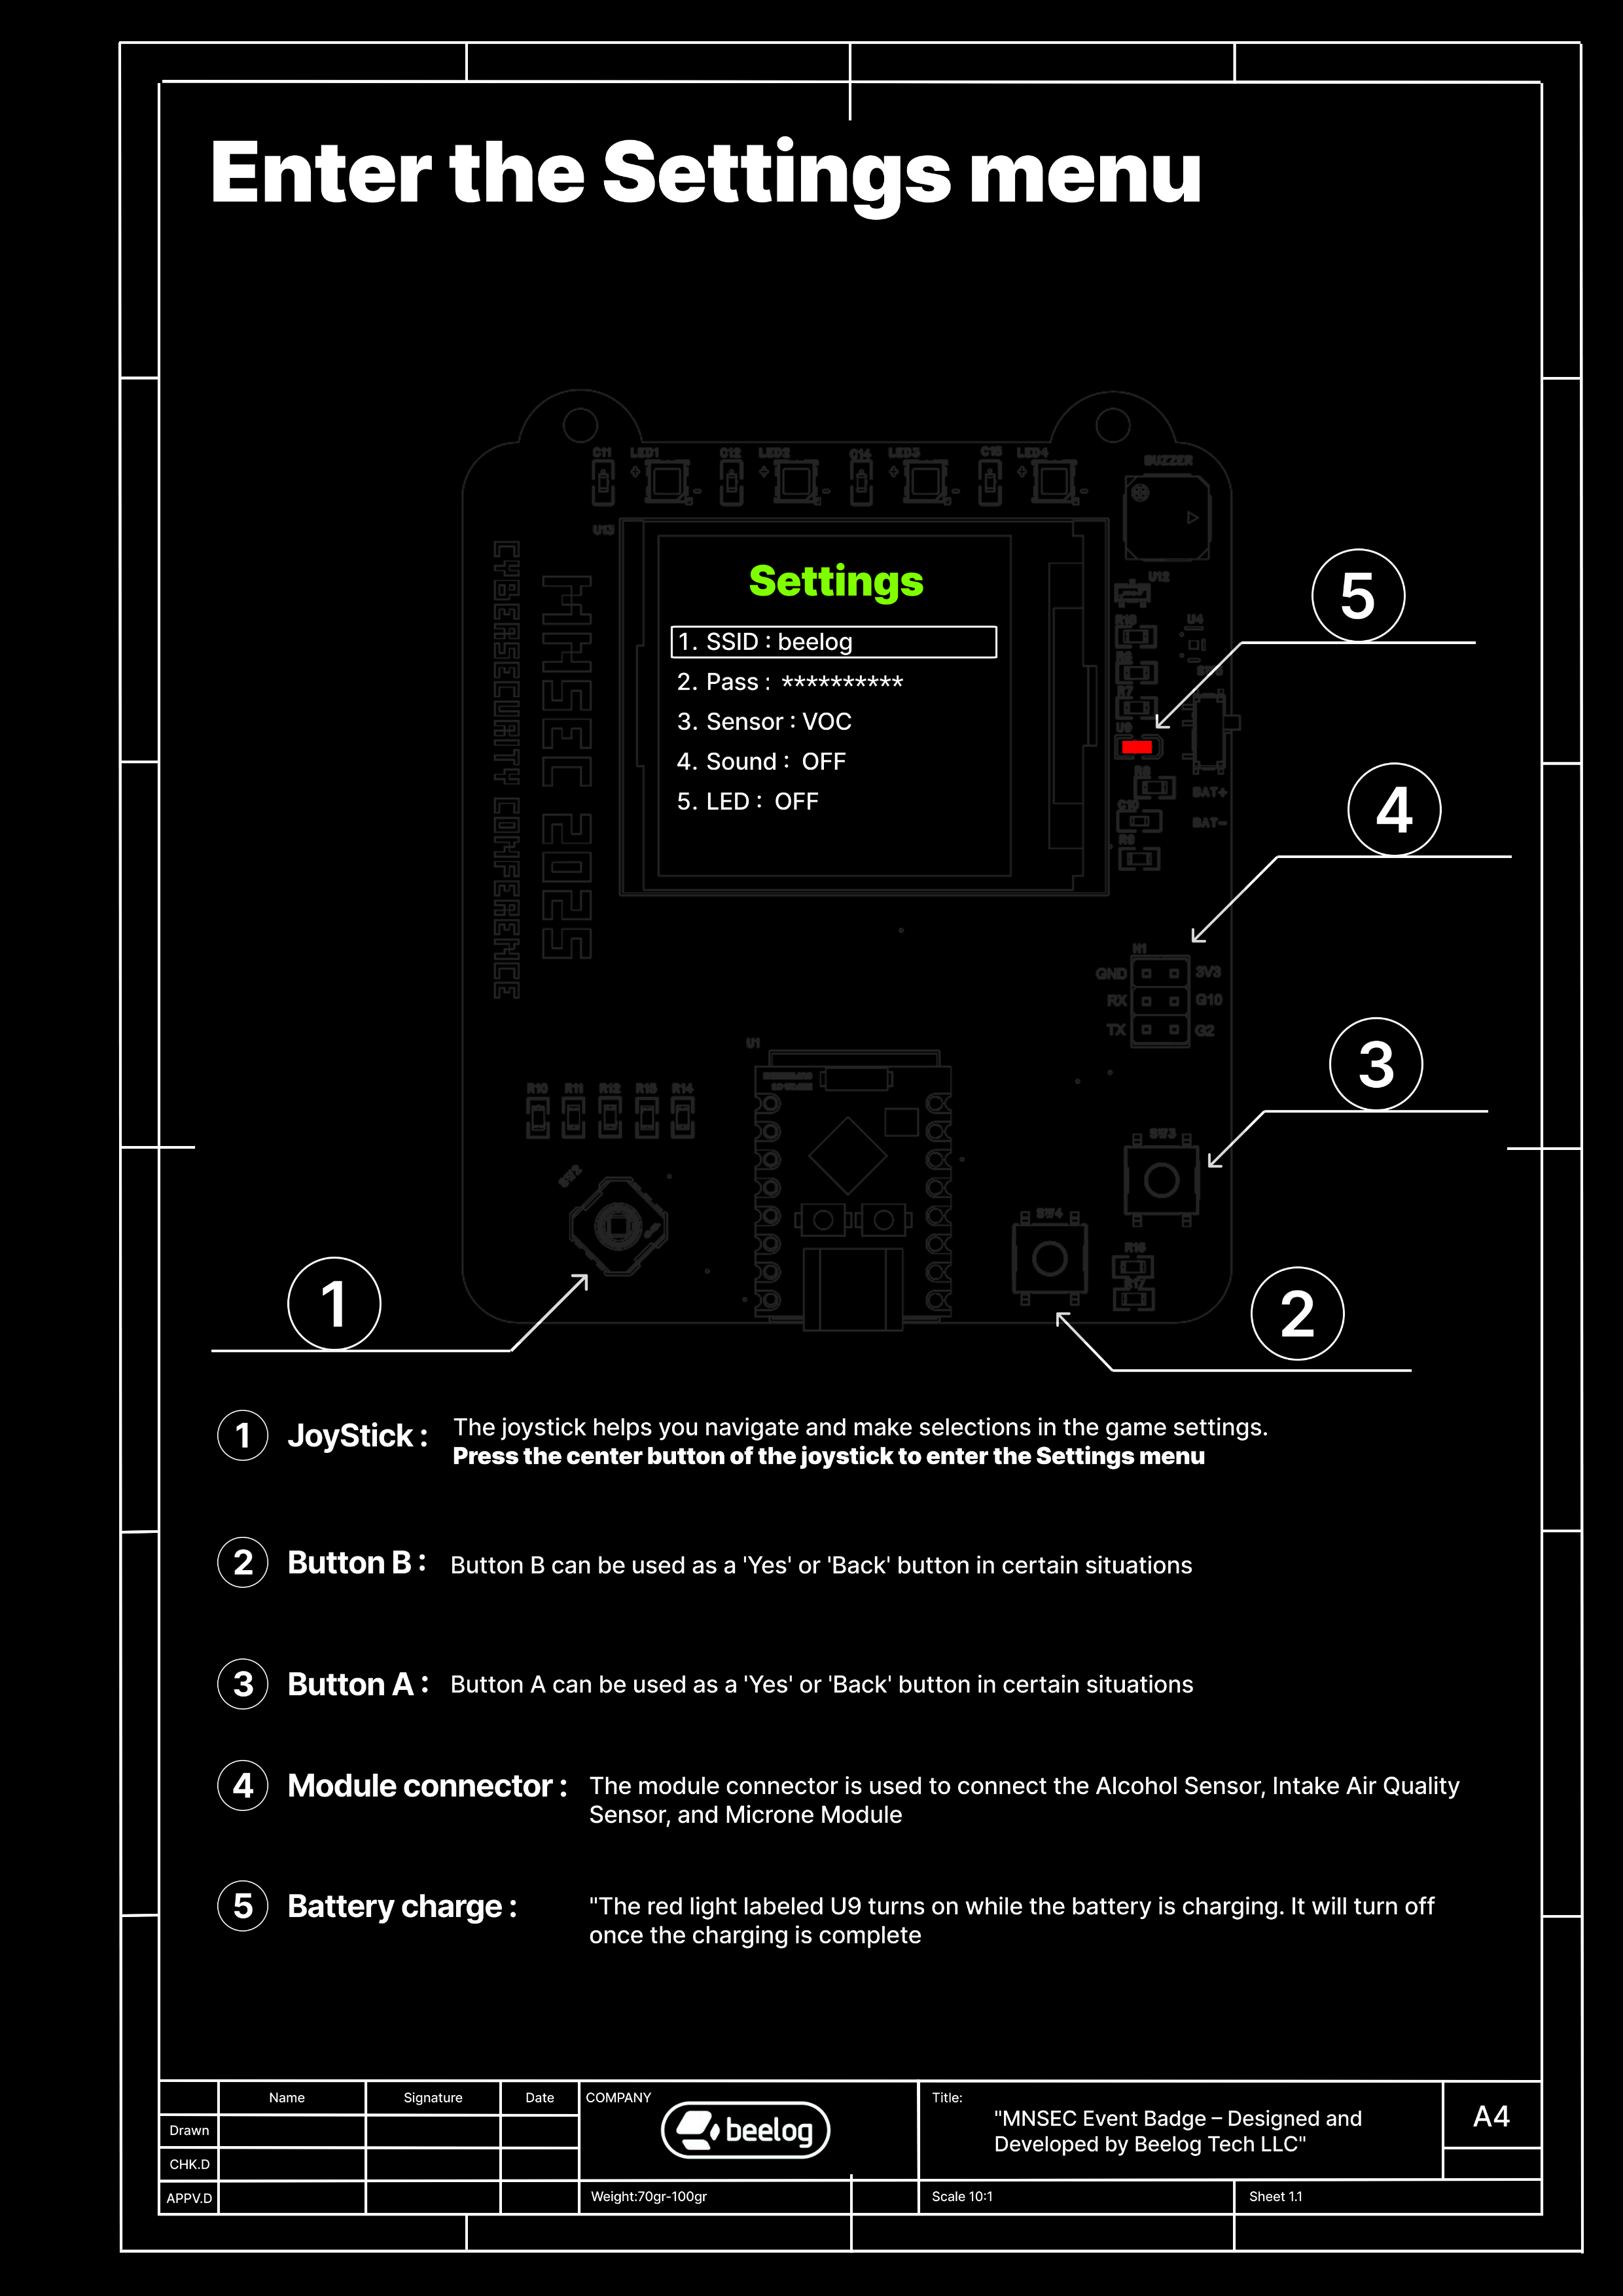 Enter the Settings menu
C11 LED1 C12 LED2 C14 LED3 C15 LED4
BUZZER
U13
CYBERSECURITY CONFERENCE
MNSEC 2025
Settings
1. SSID : beelog
2. Pass : **********
3. Sensor : VOC
4. Sound : OFF
5. LED : OFF
U12
U4
R7
U9
BAT+
C10
BAT-
R9
5
4
H1
GND 3V3
RX G10
TX G2
3
U1
R10 R11 R12 R15 R14
SW2
SW3
SW4
R16
R17
1
2
1 JoyStick : The joystick helps you navigate and make selections in the game settings.
Press the center button of the joystick to enter the Settings menu
2 Button B : Button B can be used as a 'Yes' or 'Back' button in certain situations
3 Button A : Button A can be used as a 'Yes' or 'Back' button in certain situations
4 Module connector : The module connector is used to connect the Alcohol Sensor, Intake Air Quality
Sensor, and Microne Module
5 Battery charge : "The red light labeled U9 turns on while the battery is charging. It will turn off
once the charging is complete
Name Signature Date
Drawn
CHK.D
APPV.D
COMPANY
beelog
Weight:70gr-100gr
Title:
"MNSEC Event Badge – Designed and
Developed by Beelog Tech LLC"
A4
Scale 10:1
Sheet 1.1